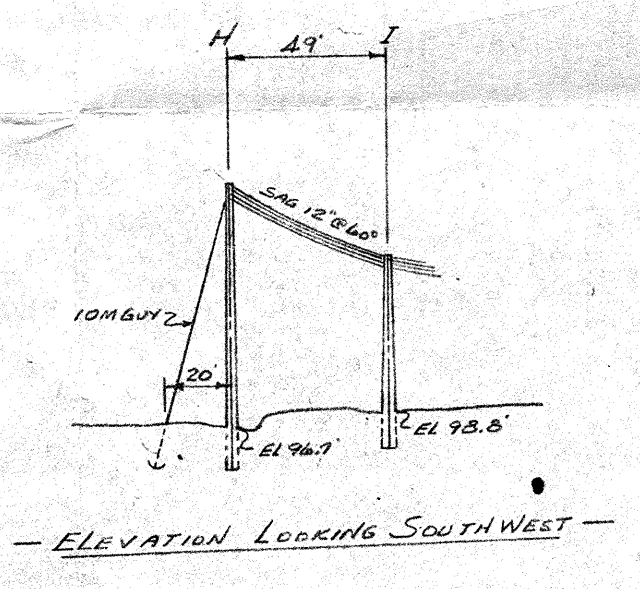 H I
49'
SAG 12" @ 60°
10M GUY
20'
EL 96.7'
EL 98.8'
— ELEVATION LOOKING SOUTHWEST —